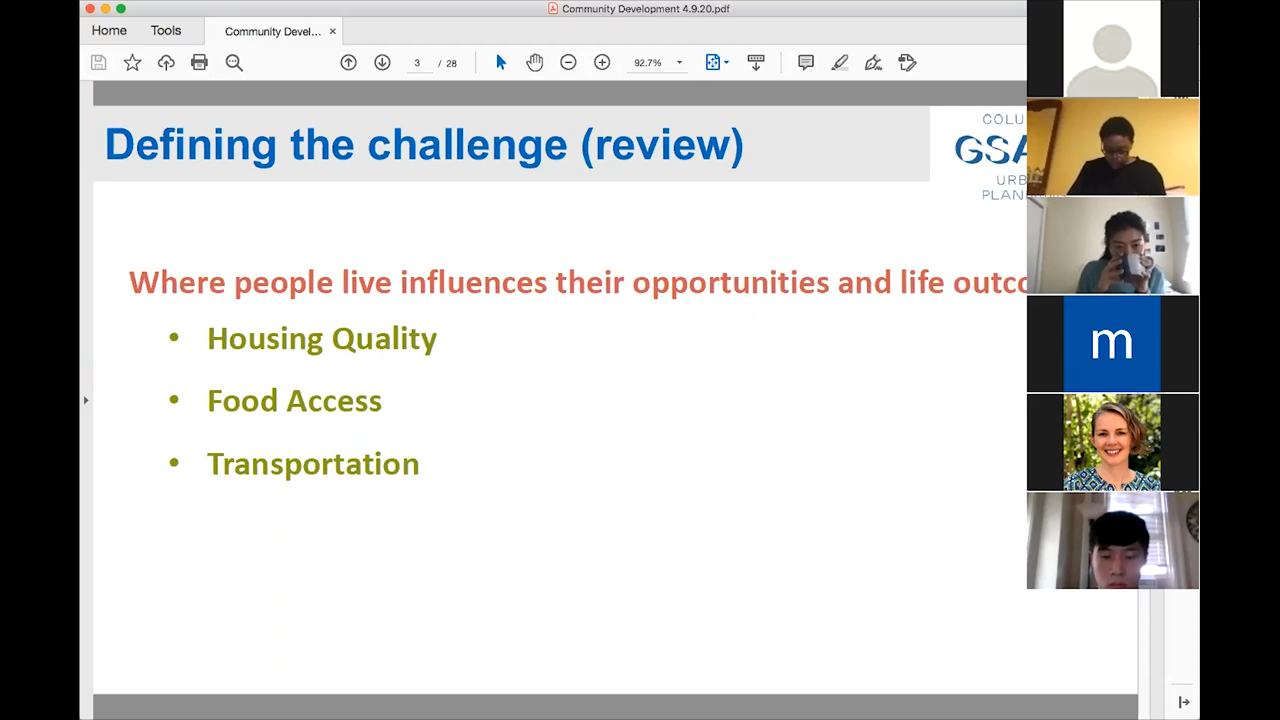 Community Development 4.9.20.pdf
Home Tools Community Devel... ×
3 / 28 92.7%
Defining the challenge (review)
COLU
GSA
URB
PLAN
Where people live influences their opportunities and life outco
• Housing Quality
• Food Access
• Transportation
m